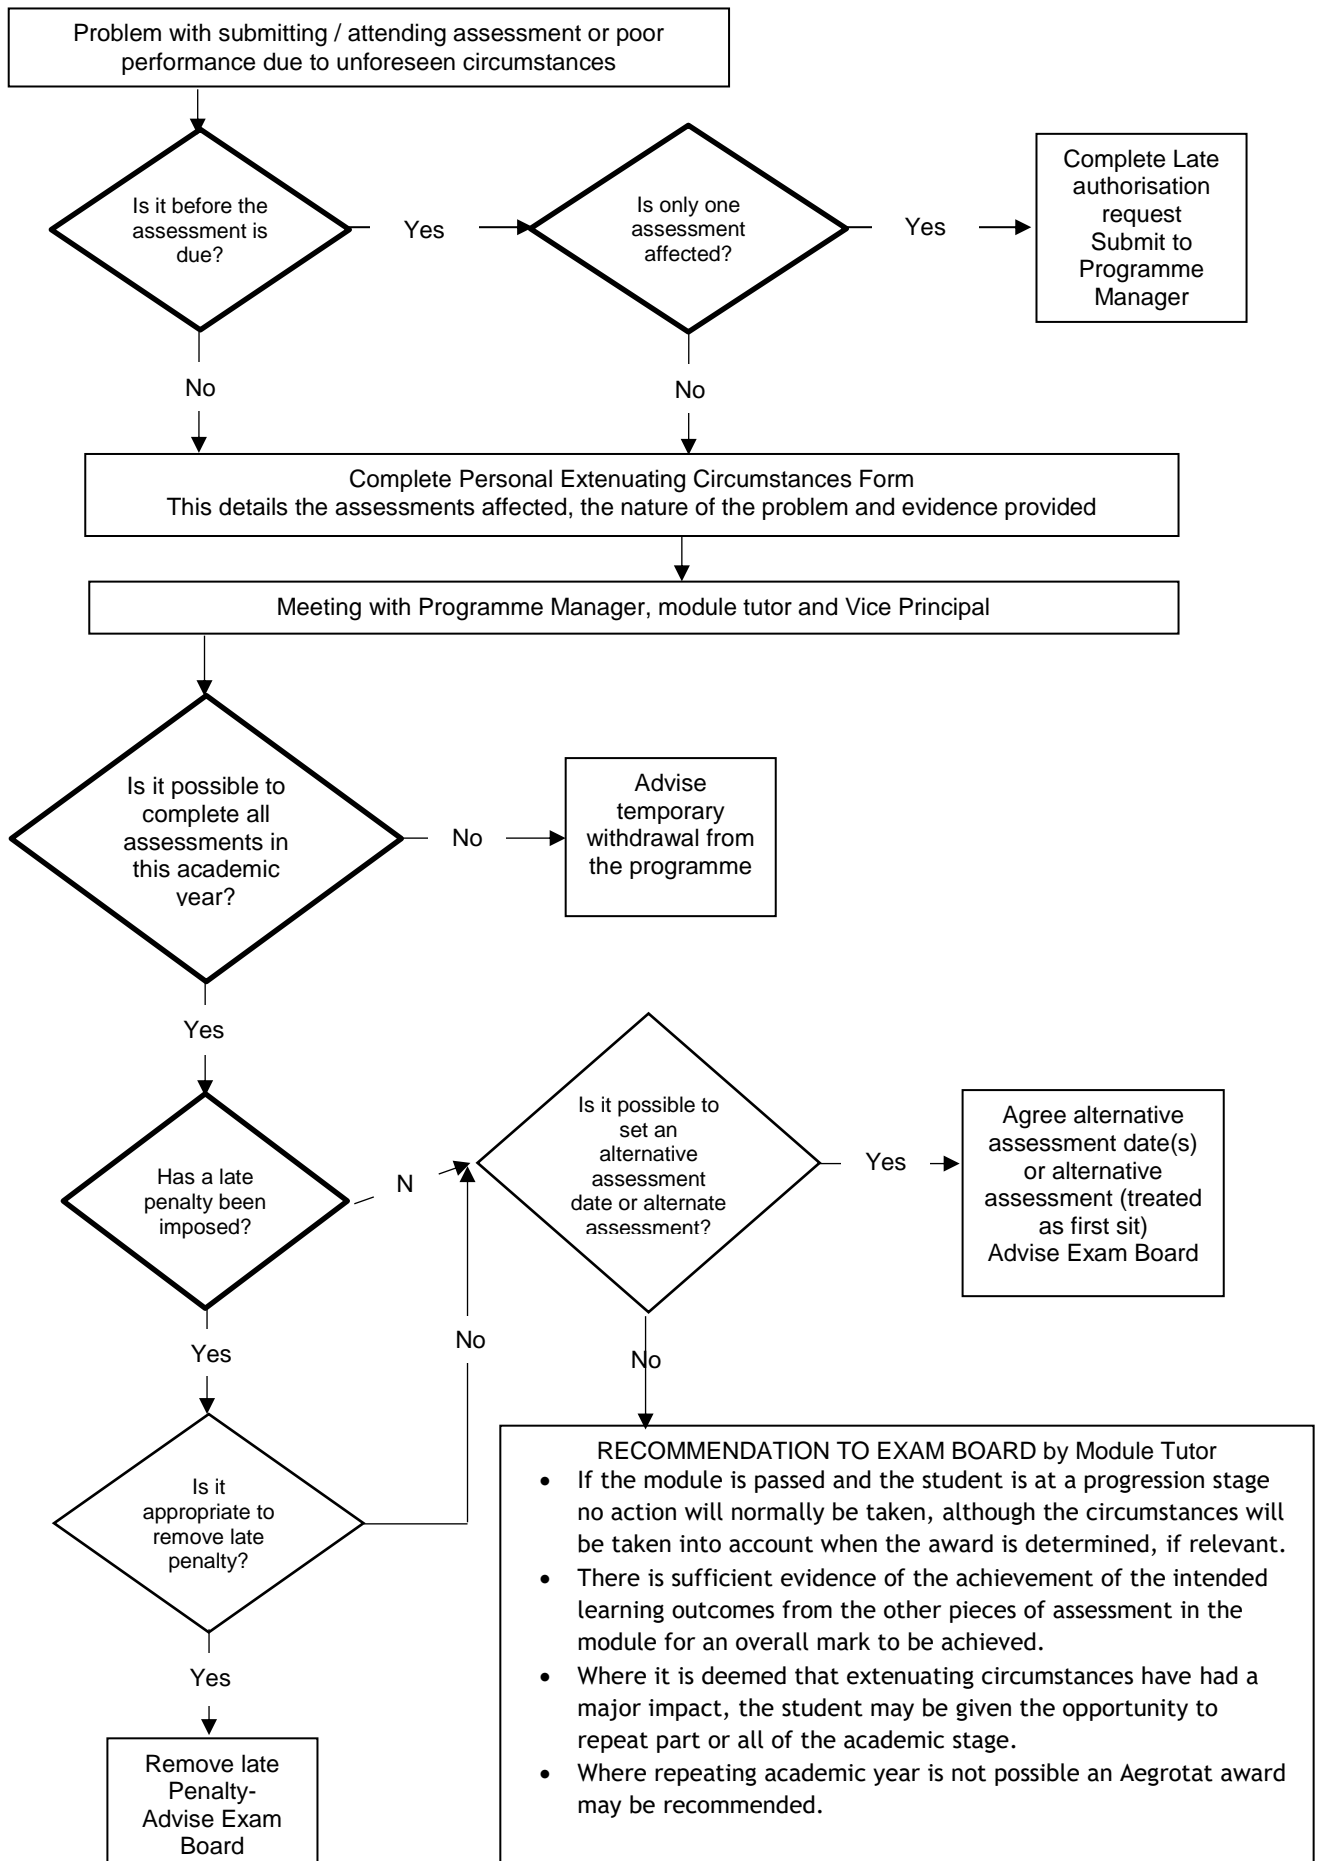 Problem with submitting / attending assessment or poor
performance due to unforeseen circumstances
Is it before the
assessment is
due?
Yes
Is only one
assessment
affected?
Yes
Complete Late
authorisation
request
Submit to
Programme
Manager
No
No
Complete Personal Extenuating Circumstances Form
This details the assessments affected, the nature of the problem and evidence provided
Meeting with Programme Manager, module tutor and Vice Principal
Is it possible to
complete all
assessments in
this academic
year?
No
Advise
temporary
withdrawal from
the programme
Yes
Has a late
penalty been
imposed?
N
Is it possible to
set an
alternative
assessment
date or alternate
assessment?
Yes
Agree alternative
assessment date(s)
or alternative
assessment (treated
as first sit)
Advise Exam Board
Yes
No
No
Is it
appropriate to
remove late
penalty?
Yes
Remove late
Penalty-
Advise Exam
Board
RECOMMENDATION TO EXAM BOARD by Module Tutor
• If the module is passed and the student is at a progression stage
no action will normally be taken, although the circumstances will
be taken into account when the award is determined, if relevant.
• There is sufficient evidence of the achievement of the intended
learning outcomes from the other pieces of assessment in the
module for an overall mark to be achieved.
• Where it is deemed that extenuating circumstances have had a
major impact, the student may be given the opportunity to
repeat part or all of the academic stage.
• Where repeating academic year is not possible an Aegrotat award
may be recommended.